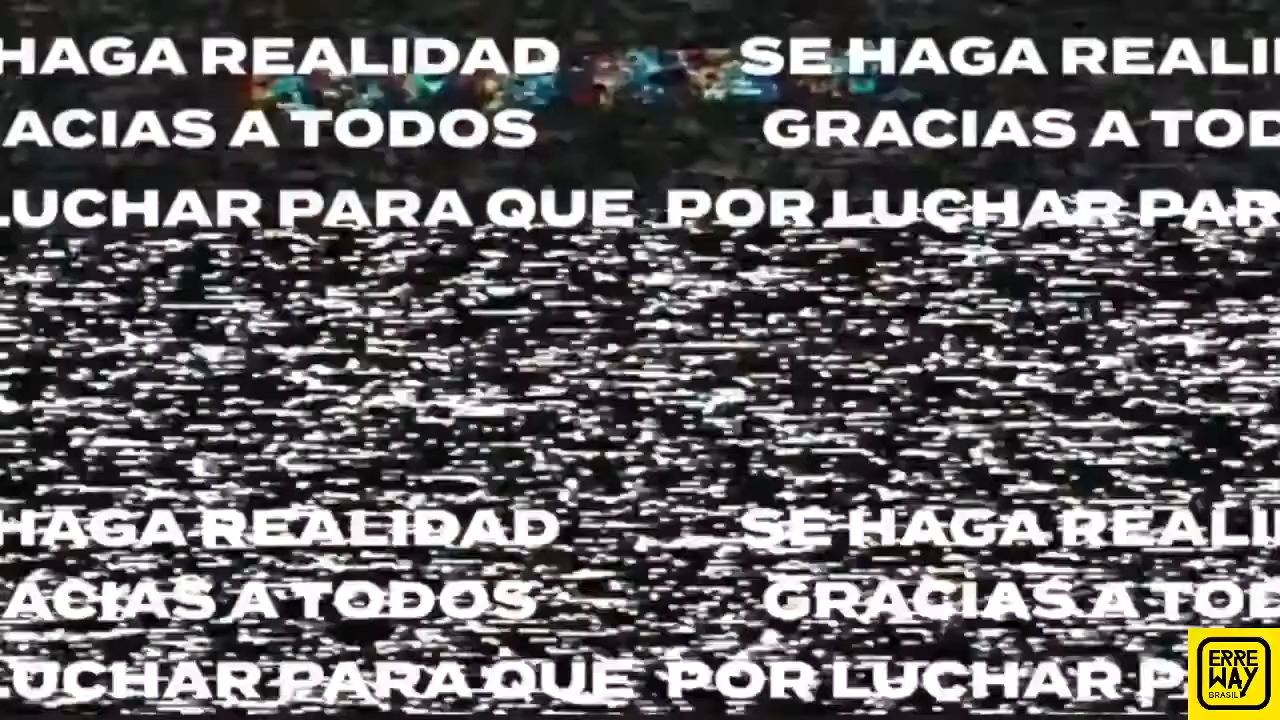 HAGA REALIDAD SE HAGA REALI
ACIAS A TODOS GRACIAS A TOD
LUCHAR PARA QUE POR LUCHAR PAR
HAGA REALIDAD SE HAGA REALI
ACIAS A TODOS GRACIAS A TOD
LUCHAR PARA QUE POR LUCHAR P
ERRE
WAY
BRASIL